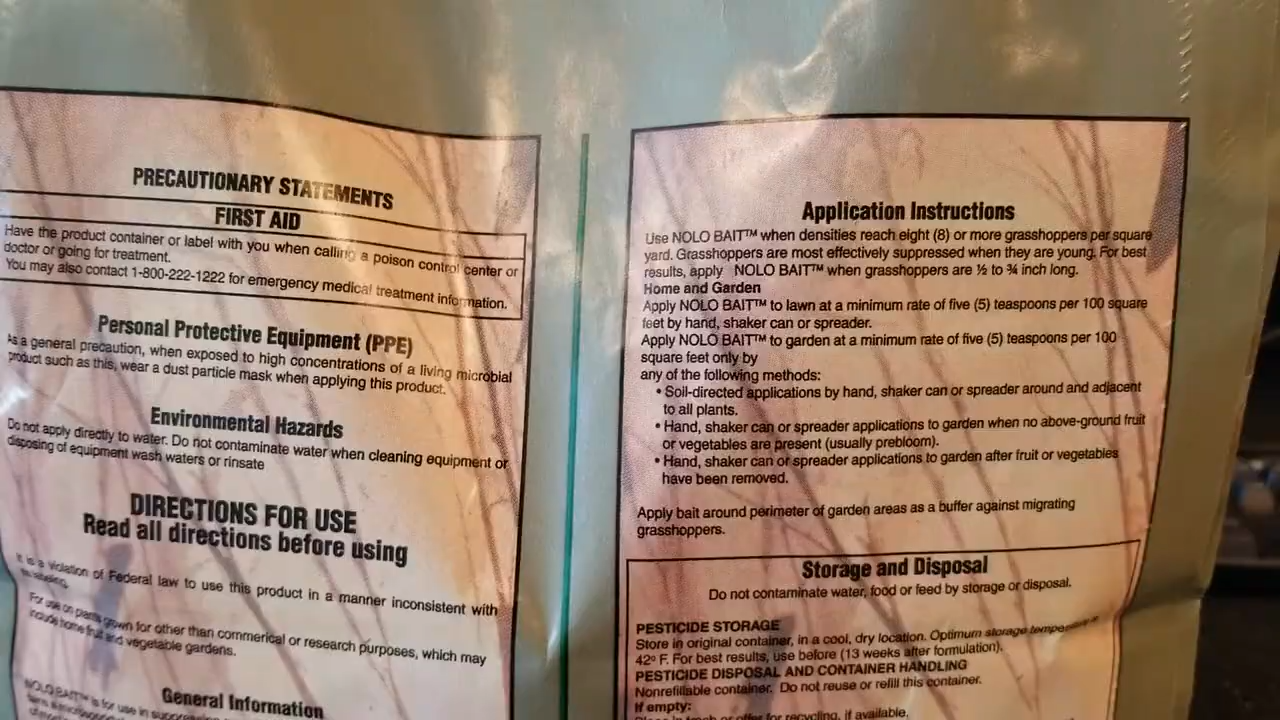 PRECAUTIONARY STATEMENTS
FIRST AID
Have the product container or label with you when calling a poison control center or
doctor or going for treatment.
You may also contact 1-800-222-1222 for emergency medical treatment information.
Personal Protective Equipment (PPE)
As a general precaution, when exposed to high concentrations of a living microbial
product such as this, wear a dust particle mask when applying this product.
Environmental Hazards
Do not apply directly to water. Do not contaminate water when cleaning equipment or
disposing of equipment wash waters or rinsate
DIRECTIONS FOR USE
Read all directions before using
It is a violation of Federal law to use this product in a manner inconsistent with
its labeling.
For use on plants grown for other than commerical or research purposes, which may
include home fruit and vegetable gardens.
General Information
NOLO BAIT™ is for use in suppression
Application Instructions
Use NOLO BAIT™ when densities reach eight (8) or more grasshoppers per square
yard. Grasshoppers are most effectively suppressed when they are young. For best
results, apply NOLO BAIT™ when grasshoppers are ½ to ¾ inch long.
Home and Garden
Apply NOLO BAIT™ to lawn at a minimum rate of five (5) teaspoons per 100 square
feet by hand, shaker can or spreader.
Apply NOLO BAIT™ to garden at a minimum rate of five (5) teaspoons per 100
square feet only by
any of the following methods:
• Soil-directed applications by hand, shaker can or spreader around and adjacent
to all plants.
• Hand, shaker can or spreader applications to garden when no above-ground fruit
or vegetables are present (usually prebloom).
• Hand, shaker can or spreader applications to garden after fruit or vegetables
have been removed.
Apply bait around perimeter of garden areas as a buffer against migrating
grasshoppers.
Storage and Disposal
Do not contaminate water, food or feed by storage or disposal.
PESTICIDE STORAGE
Store in original container, in a cool, dry location. Optimum storage temperature
42º F. For best results, use before (13 weeks after formulation).
PESTICIDE DISPOSAL AND CONTAINER HANDLING
Nonrefillable container. Do not reuse or refill this container.
If empty:
Place in trash or offer for recycling, if available.